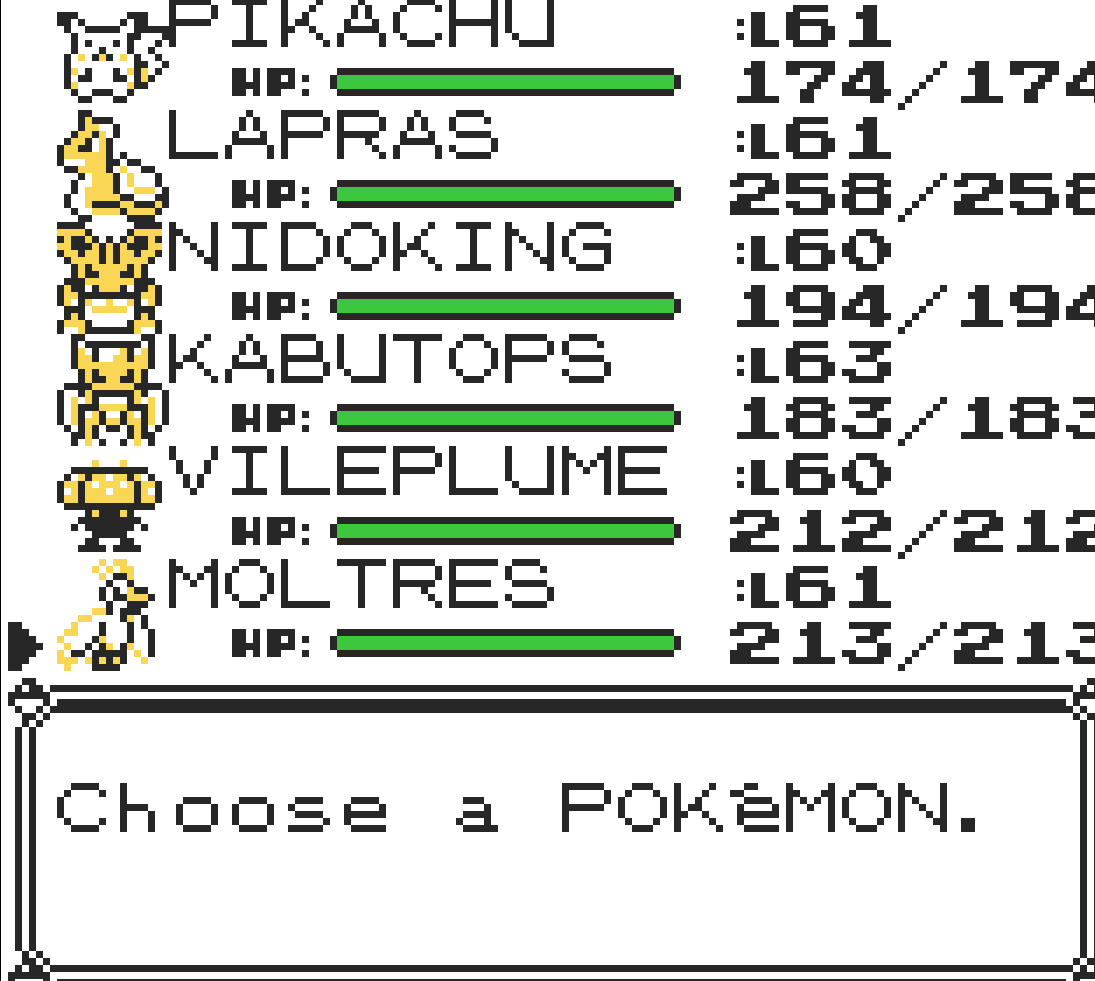 PIKACHU :L61
HP: 174/174
LAPRAS :L61
HP: 258/258
NIDOKING :L60
HP: 194/194
KABUTOPS :L63
HP: 183/183
VILEPLUME :L60
HP: 212/212
MOLTRES :L61
HP: 213/213
Choose a POKéMON.